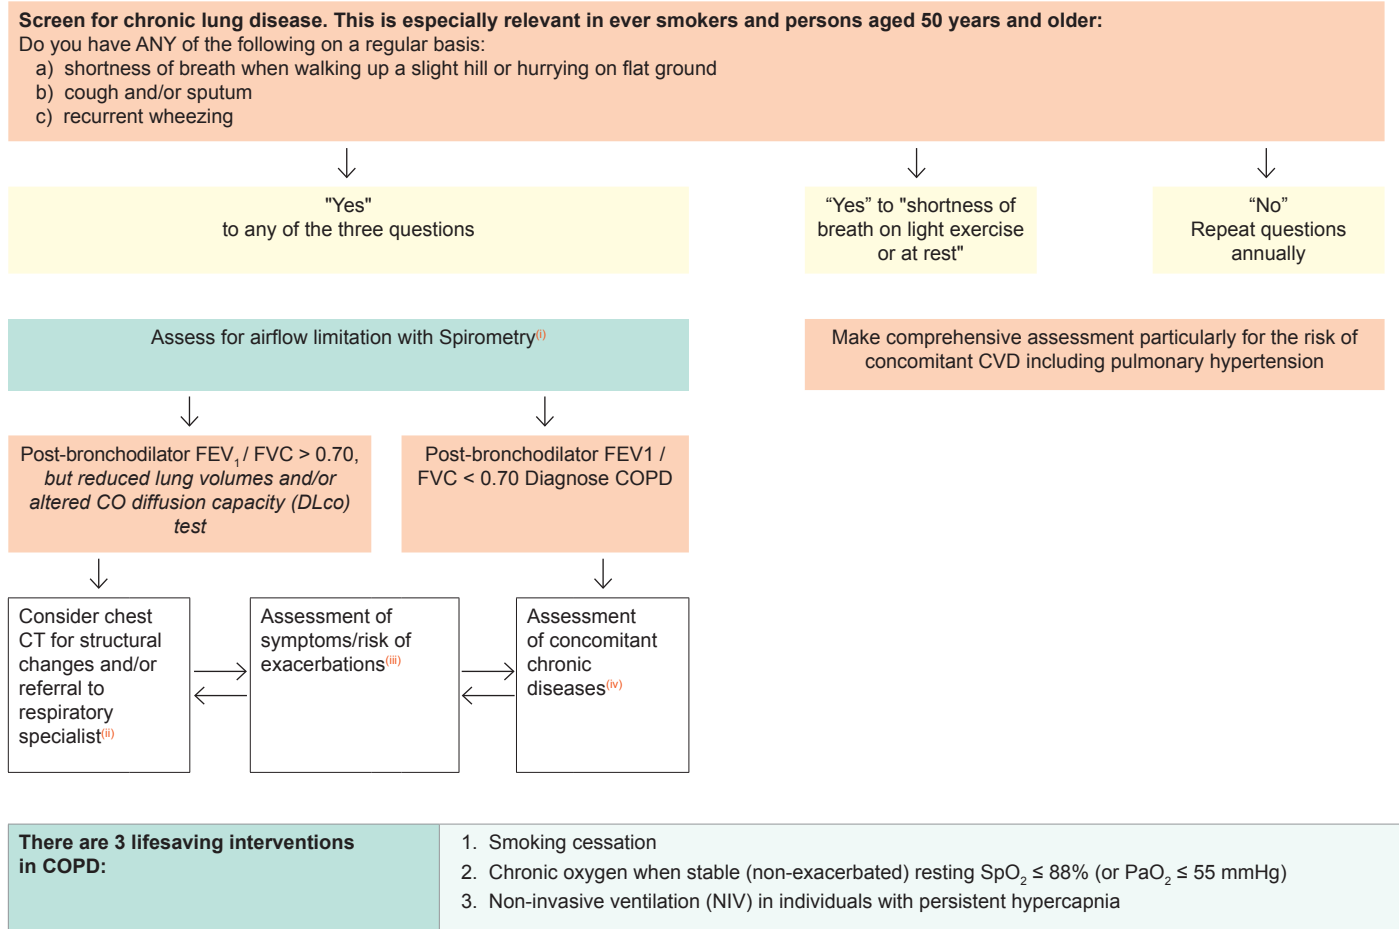 Screen for chronic lung disease. This is especially relevant in ever smokers and persons aged 50 years and older:
Do you have ANY of the following on a regular basis:
a) shortness of breath when walking up a slight hill or hurrying on flat ground
b) cough and/or sputum
c) recurrent wheezing
"Yes"
to any of the three questions
“Yes” to "shortness of
breath on light exercise
or at rest"
“No”
Repeat questions
annually
Assess for airflow limitation with Spirometry(i)
Make comprehensive assessment particularly for the risk of
concomitant CVD including pulmonary hypertension
Post-bronchodilator FEV₁ / FVC > 0.70,
but reduced lung volumes and/or
altered CO diffusion capacity (DLco)
test
Post-bronchodilator FEV1 /
FVC < 0.70 Diagnose COPD
Consider chest
CT for structural
changes and/or
referral to
respiratory
specialist(ii)
Assessment of
symptoms/risk of
exacerbations(iii)
Assessment
of concomitant
chronic
diseases(iv)
There are 3 lifesaving interventions
in COPD:
1. Smoking cessation
2. Chronic oxygen when stable (non-exacerbated) resting SpO₂ ≤ 88% (or PaO₂ ≤ 55 mmHg)
3. Non-invasive ventilation (NIV) in individuals with persistent hypercapnia